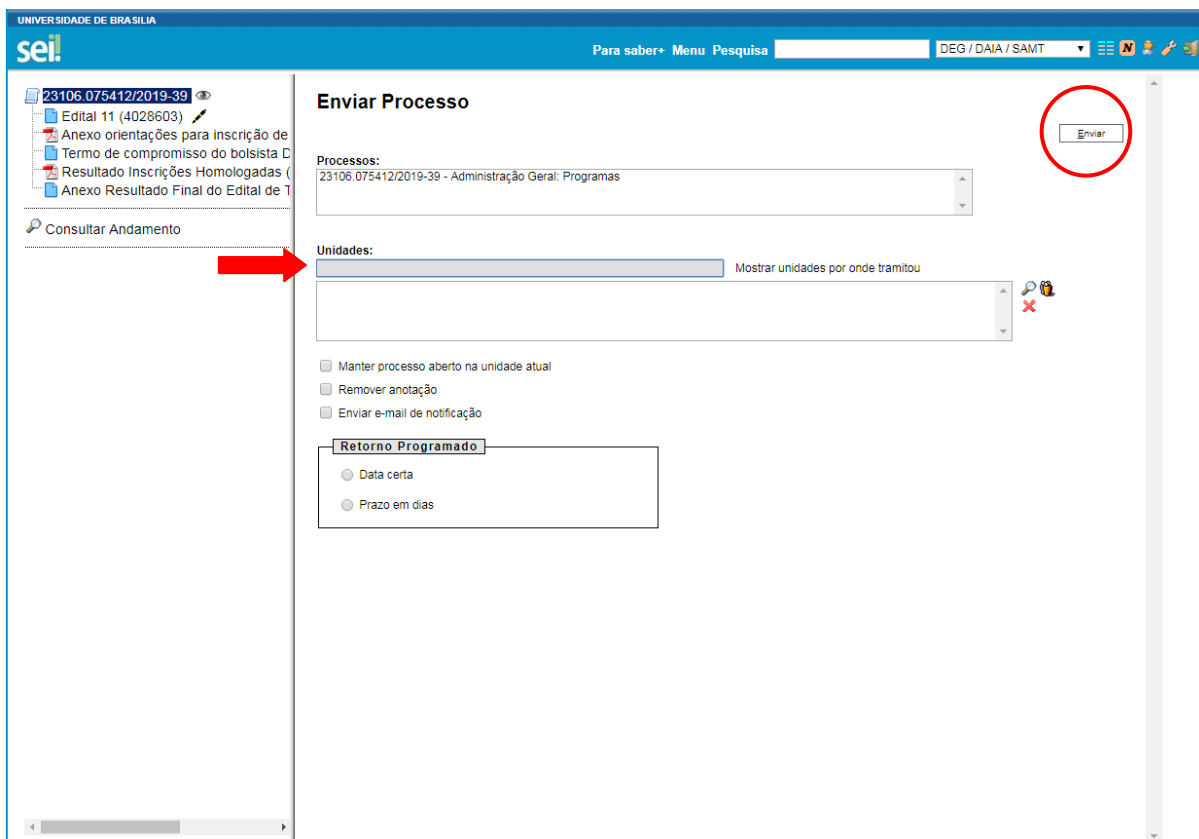 UNIVERSIDADE DE BRASILIA
sei!
Para saber+ Menu Pesquisa
DEG / DAIA / SAMT
N
23106.075412/2019-39
Edital 11 (4028603)
Anexo orientações para inscrição de
Termo de compromisso do bolsista D
Resultado Inscrições Homologadas (
Anexo Resultado Final do Edital de T
Consultar Andamento
Enviar Processo
Enviar
Processos:
23106.075412/2019-39 - Administração Geral: Programas
Unidades:
Mostrar unidades por onde tramitou
Manter processo aberto na unidade atual
Remover anotação
Enviar e-mail de notificação
Retorno Programado
Data certa
Prazo em dias